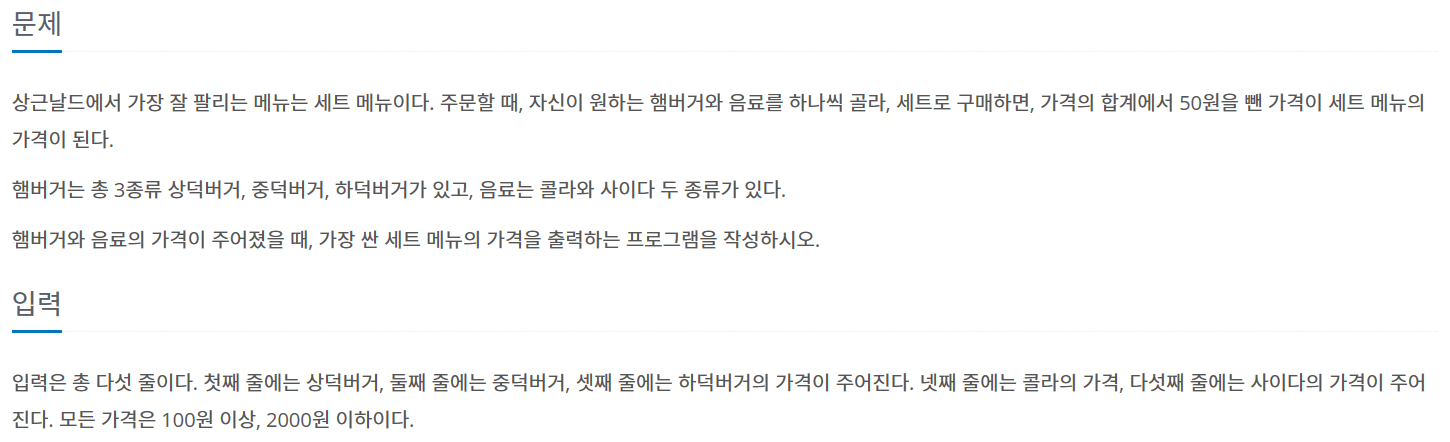 문제
상근날드에서 가장 잘 팔리는 메뉴는 세트 메뉴이다. 주문할 때, 자신이 원하는 햄버거와 음료를 하나씩 골라, 세트로 구매하면, 가격의 합계에서 50원을 뺀 가격이 세트 메뉴의
가격이 된다.
햄버거는 총 3종류 상덕버거, 중덕버거, 하덕버거가 있고, 음료는 콜라와 사이다 두 종류가 있다.
햄버거와 음료의 가격이 주어졌을 때, 가장 싼 세트 메뉴의 가격을 출력하는 프로그램을 작성하시오.
입력
입력은 총 다섯 줄이다. 첫째 줄에는 상덕버거, 둘째 줄에는 중덕버거, 셋째 줄에는 하덕버거의 가격이 주어진다. 넷째 줄에는 콜라의 가격, 다섯째 줄에는 사이다의 가격이 주어
진다. 모든 가격은 100원 이상, 2000원 이하이다.